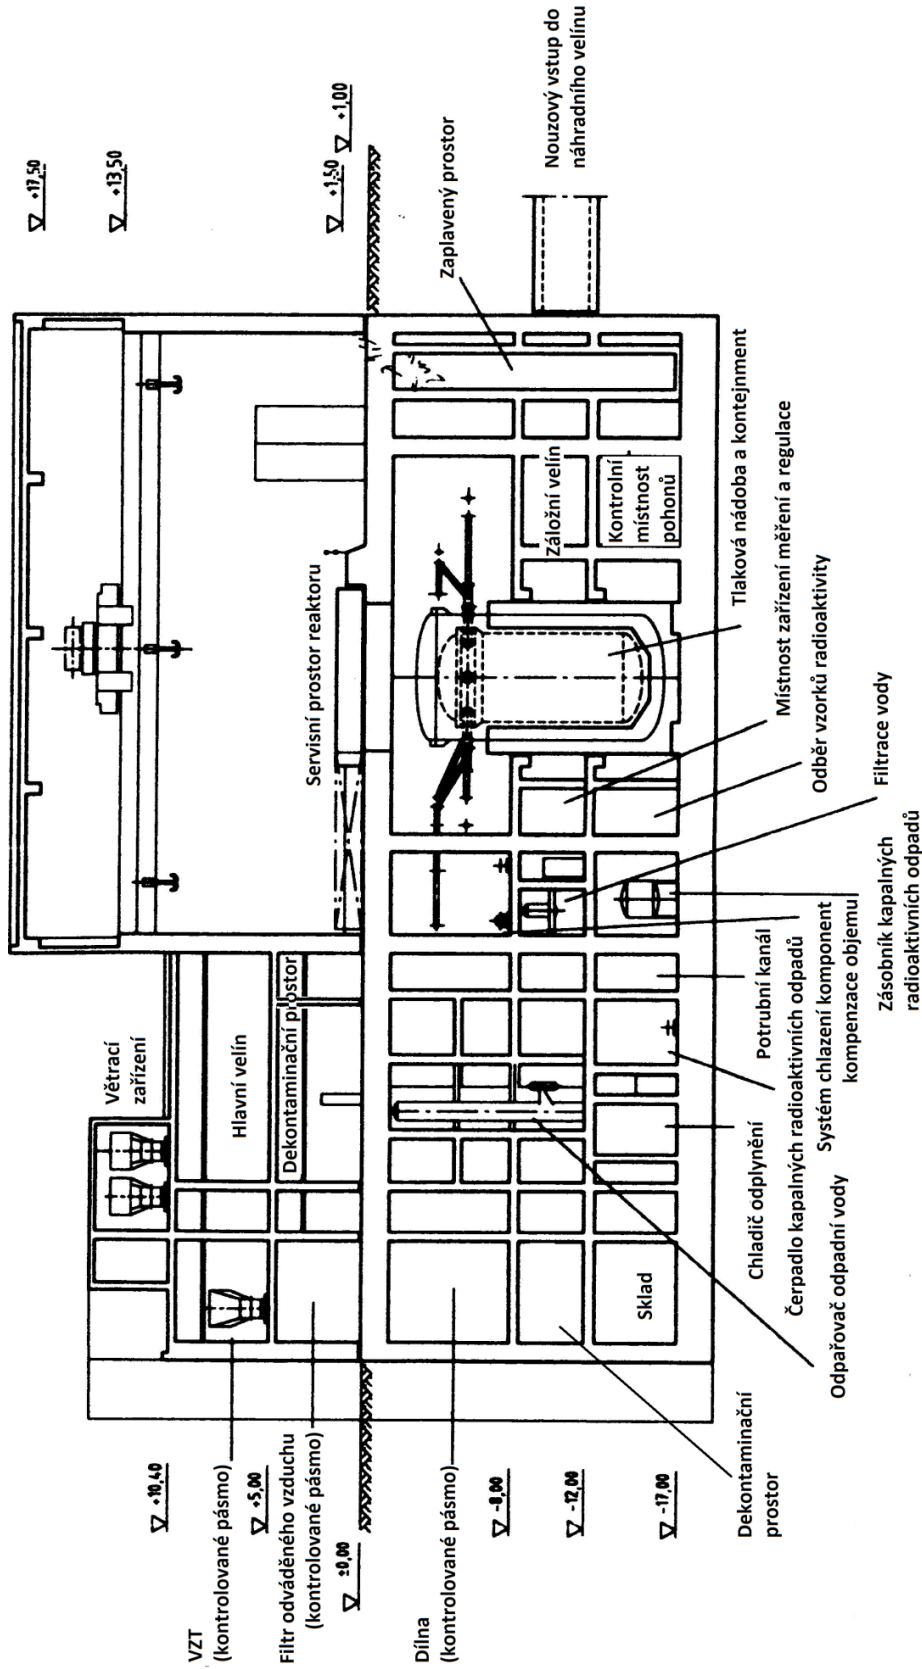 ▽ +17,50
▽ +13,50
▽ +1,50
▽ +1,00
Nouzový vstup do
náhradního velínu
Zaplavený prostor
Servisní prostor reaktoru
Větrací
zařízení
Hlavní velín
Dekontaminační prostor
Záložní velín
Kontrolní
místnost
pohonů
Sklad
Tlaková nádoba a kontejnment
Místnost zařízení měření a regulace
Odběr vzorků radioaktivity
Filtrace vody
Zásobník kapalných
radioaktivních odpadů
Potrubní kanál
Systém chlazení komponent
kompenzace objemu
Čerpadlo kapalných radioaktivních odpadů
Chladič odplynění
Odpařovač odpadní vody
Dekontaminační
prostor
▽ +10,40
▽ +5,00
▽ ±0,00
▽ -8,00
▽ -12,00
▽ -17,00
VZT
(kontrolované pásmo)
Filtr odváděného vzduchu
(kontrolované pásmo)
Dílna
(kontrolované pásmo)